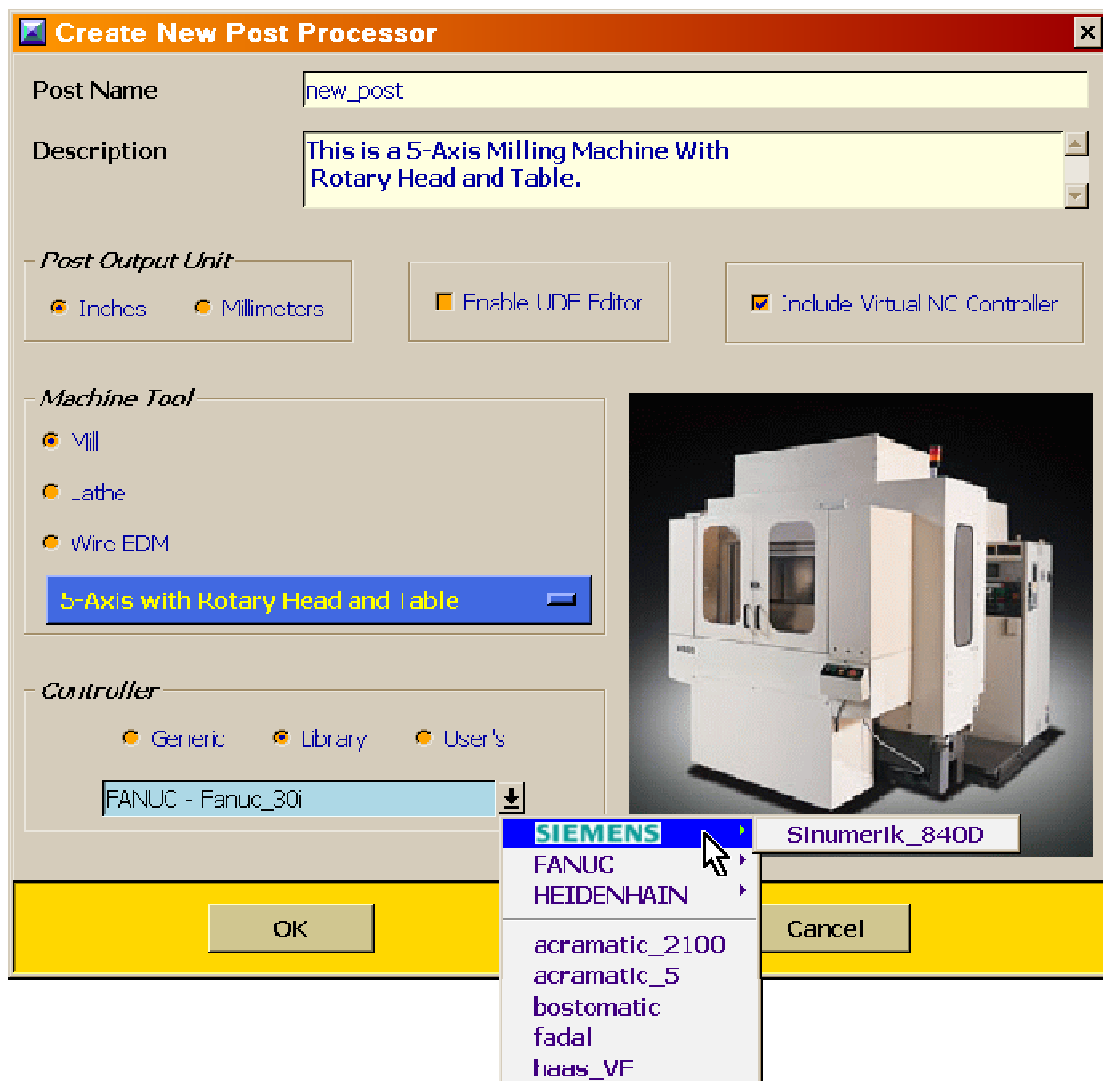 Create New Post Processor
Post Name
new_post
Description
This is a 5-Axis Milling Machine With
Rotary Head and Table.
Post Output Unit
Inches
Millimeters
Enable UDE Editor
Include Virtual NC Controller
Machine Tool
Mill
Lathe
Wire EDM
5-Axis with Rotary Head and Table
Controller
Generic
Library
User's
FANUC - Fanuc_30i
SIEMENS
Sinumerik_840D
FANUC
HEIDENHAIN
OK
Cancel
acramatic_2100
acramatic_5
bostomatic
fadal
haas_VF